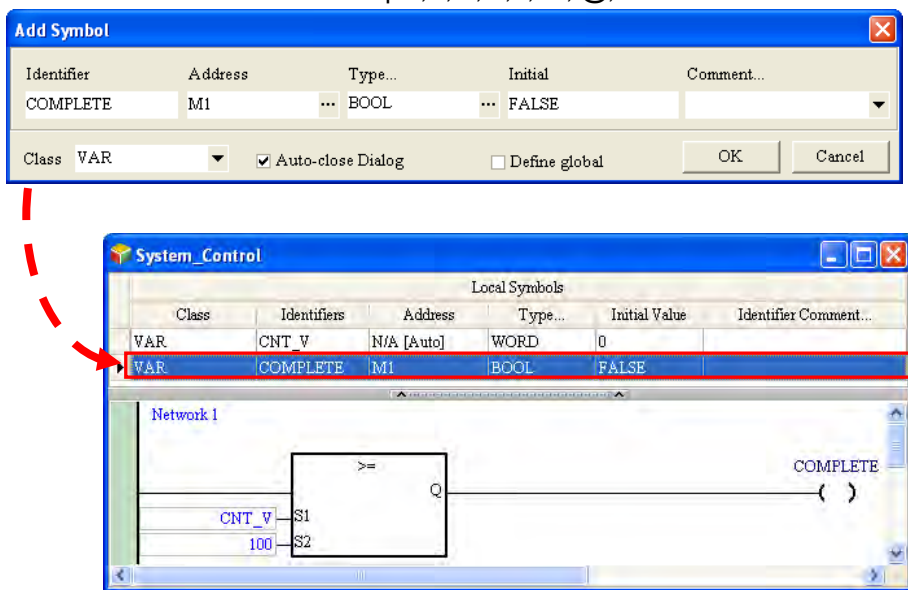 Add Symbol
Identifier Address Type... Initial Comment...
COMPLETE M1 ... BOOL ... FALSE
Class VAR Auto-close Dialog Define global OK Cancel
System_Control
Local Symbols
Class Identifiers Address Type... Initial Value Identifier Comment...
VAR CNT_V N/A [Auto] WORD 0
VAR COMPLETE M1 BOOL FALSE
Network 1
>=
COMPLETE
Q
( )
CNT_V S1
100 S2